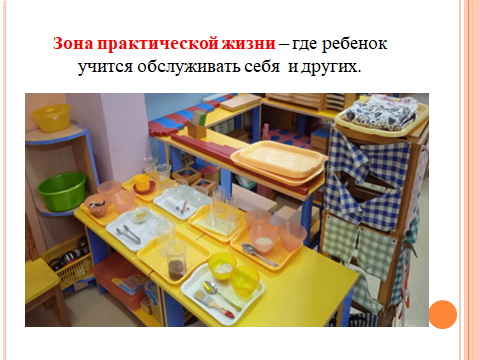 Зона практической жизни – где ребенок
учится обслуживать себя  и других.